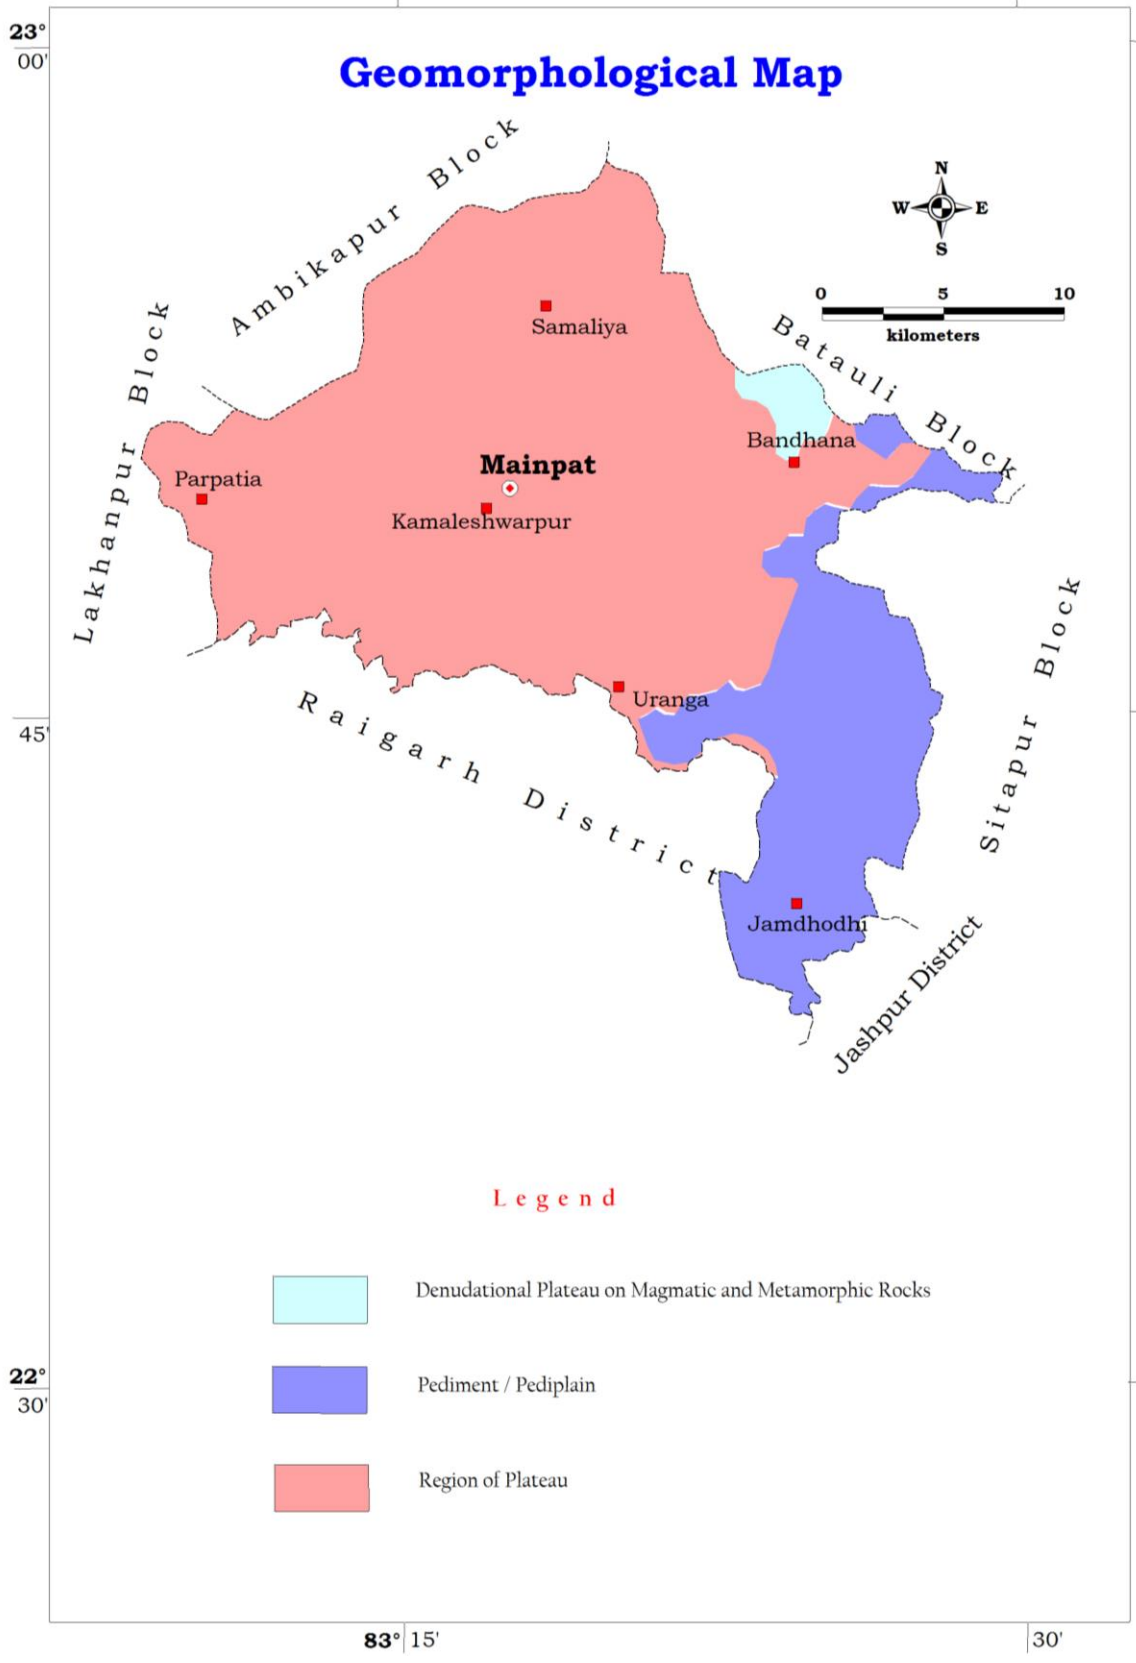 23°
00'
Geomorphological Map
Ambikapur Block
N
W E
S
0 5 10
kilometers
Lakhanpur Block
Samaliya
Batauli Block
Bandhana
Mainpat
Parpatia
Kamaleshwarpur
Sitapur Block
Uranga
45'
Raigarh District
Jamdhodhi
Jashpur District
Legend
Denudational Plateau on Magmatic and Metamorphic Rocks
22°
30'
Pediment / Pediplain
Region of Plateau
83° 15'
30'